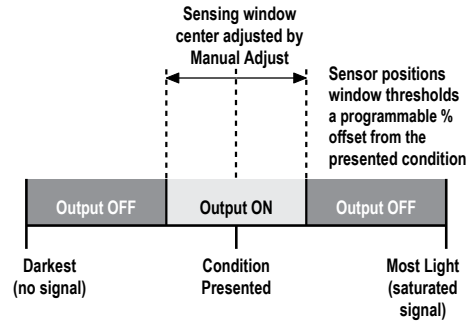 Sensing window
center adjusted by
Manual Adjust
Sensor positions
window thresholds
a programmable %
offset from the
presented condition
Output OFF
Output ON
Output OFF
Darkest
(no signal)
Condition
Presented
Most Light
(saturated
signal)